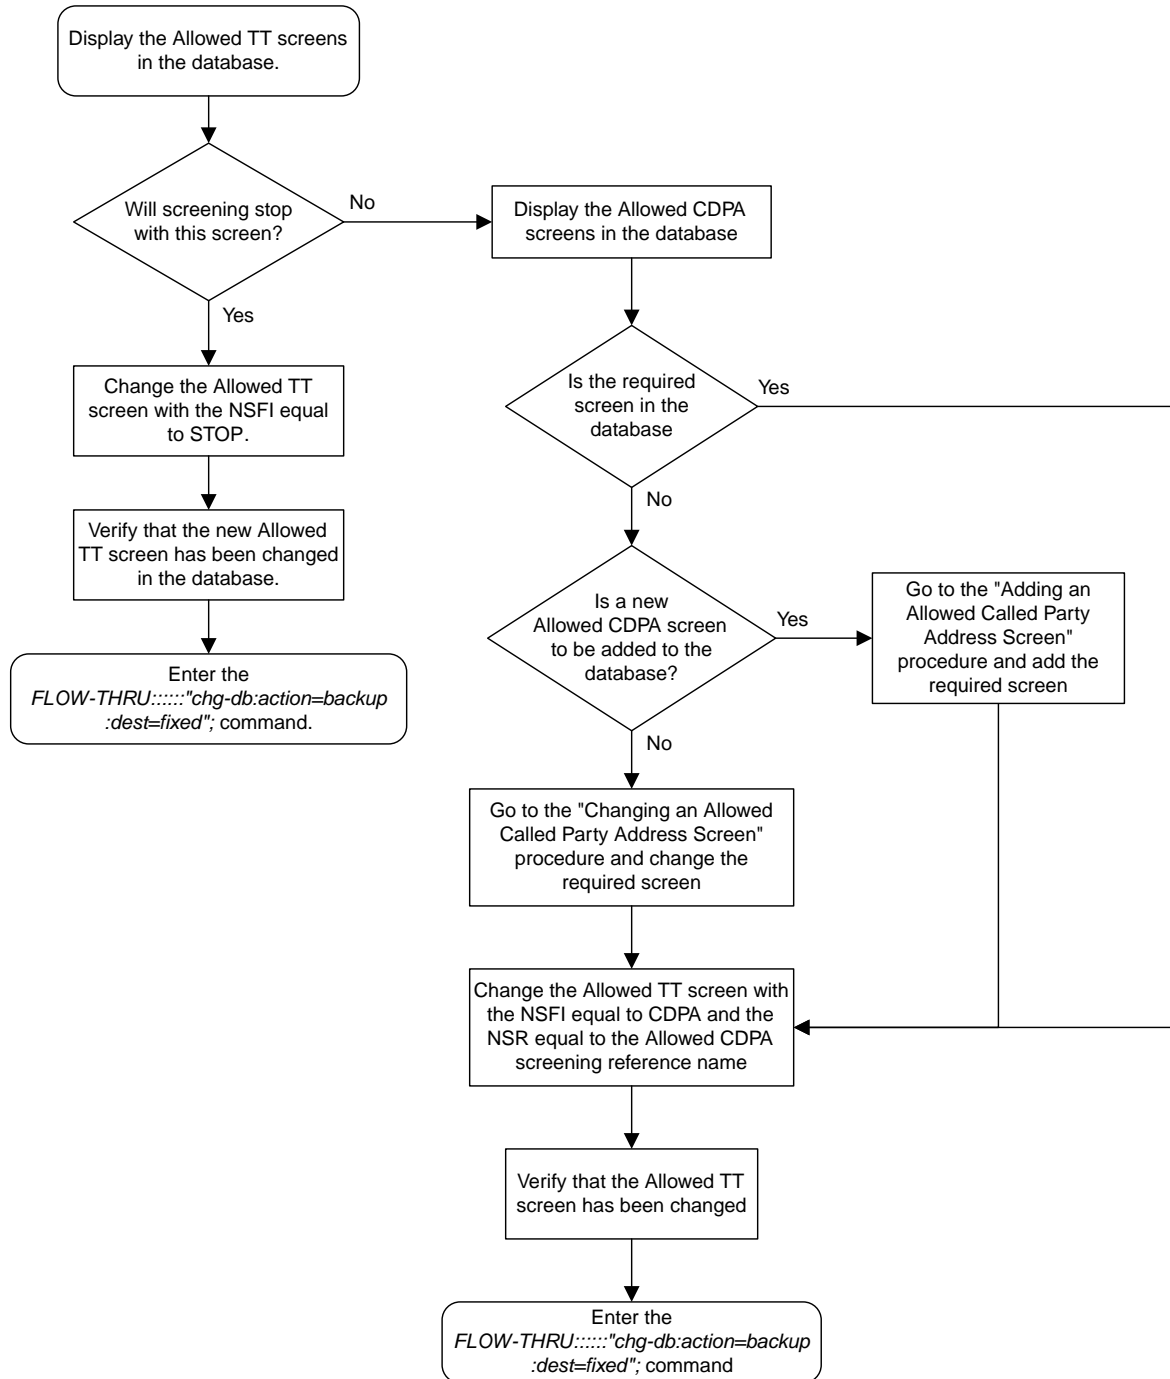 Display the Allowed TT screens
in the database.
Will screening stop
with this screen?
No
Yes
Change the Allowed TT
screen with the NSFI equal
to STOP.
Verify that the new Allowed
TT screen has been changed
in the database.
Enter the
FLOW-THRU::::::"chg-db:action=backup
:dest=fixed"; command.
Display the Allowed CDPA
screens in the database
Is the required
screen in the
database
Yes
No
Is a new
Allowed CDPA screen
to be added to the
database?
Yes
No
Go to the "Adding an
Allowed Called Party
Address Screen"
procedure and add the
required screen
Go to the "Changing an Allowed
Called Party Address Screen"
procedure and change the
required screen
Change the Allowed TT screen with
the NSFI equal to CDPA and the
NSR equal to the Allowed CDPA
screening reference name
Verify that the Allowed TT
screen has been changed
Enter the
FLOW-THRU::::::"chg-db:action=backup
:dest=fixed"; command